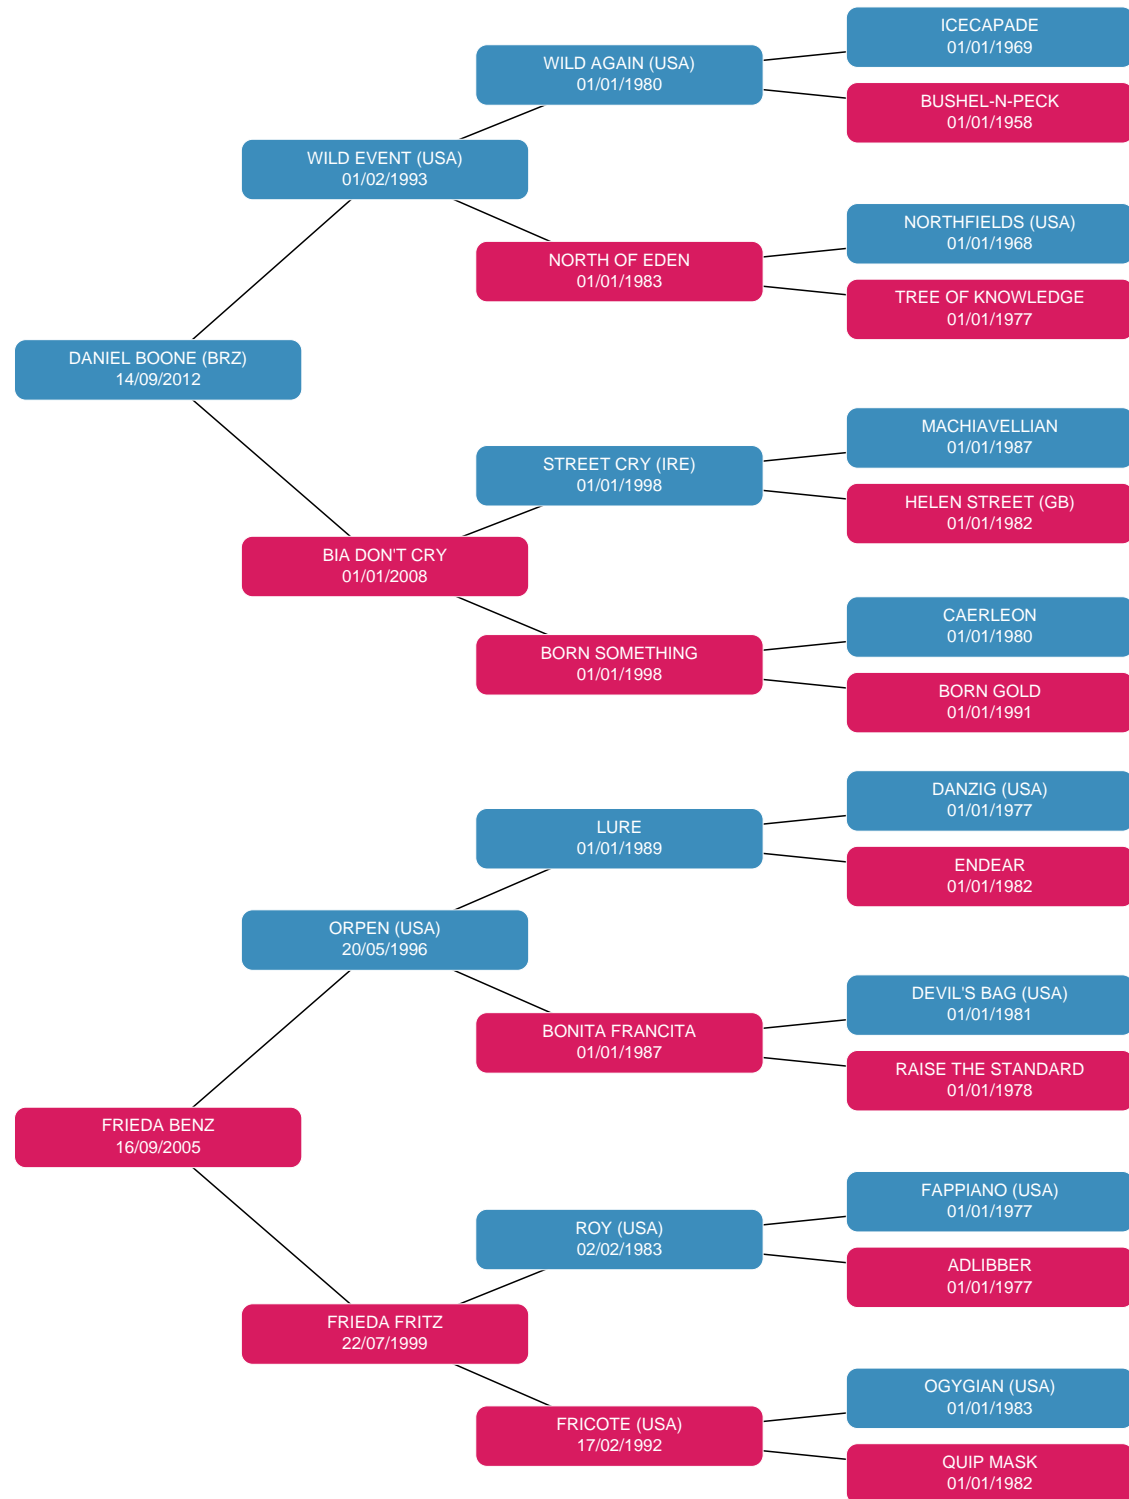 ICECAPADE
01/01/1969
WILD AGAIN (USA)
01/01/1980
BUSHEL-N-PECK
01/01/1958
WILD EVENT (USA)
01/02/1993
NORTHFIELDS (USA)
01/01/1968
NORTH OF EDEN
01/01/1983
TREE OF KNOWLEDGE
01/01/1977
DANIEL BOONE (BRZ)
14/09/2012
MACHIAVELLIAN
01/01/1987
STREET CRY (IRE)
01/01/1998
HELEN STREET (GB)
01/01/1982
BIA DON'T CRY
01/01/2008
CAERLEON
01/01/1980
BORN SOMETHING
01/01/1998
BORN GOLD
01/01/1991
DANZIG (USA)
01/01/1977
LURE
01/01/1989
ENDEAR
01/01/1982
ORPEN (USA)
20/05/1996
DEVIL'S BAG (USA)
01/01/1981
BONITA FRANCITA
01/01/1987
RAISE THE STANDARD
01/01/1978
FRIEDA BENZ
16/09/2005
FAPPIANO (USA)
01/01/1977
ROY (USA)
02/02/1983
ADLIBBER
01/01/1977
FRIEDA FRITZ
22/07/1999
OGYGIAN (USA)
01/01/1983
FRICOTE (USA)
17/02/1992
QUIP MASK
01/01/1982